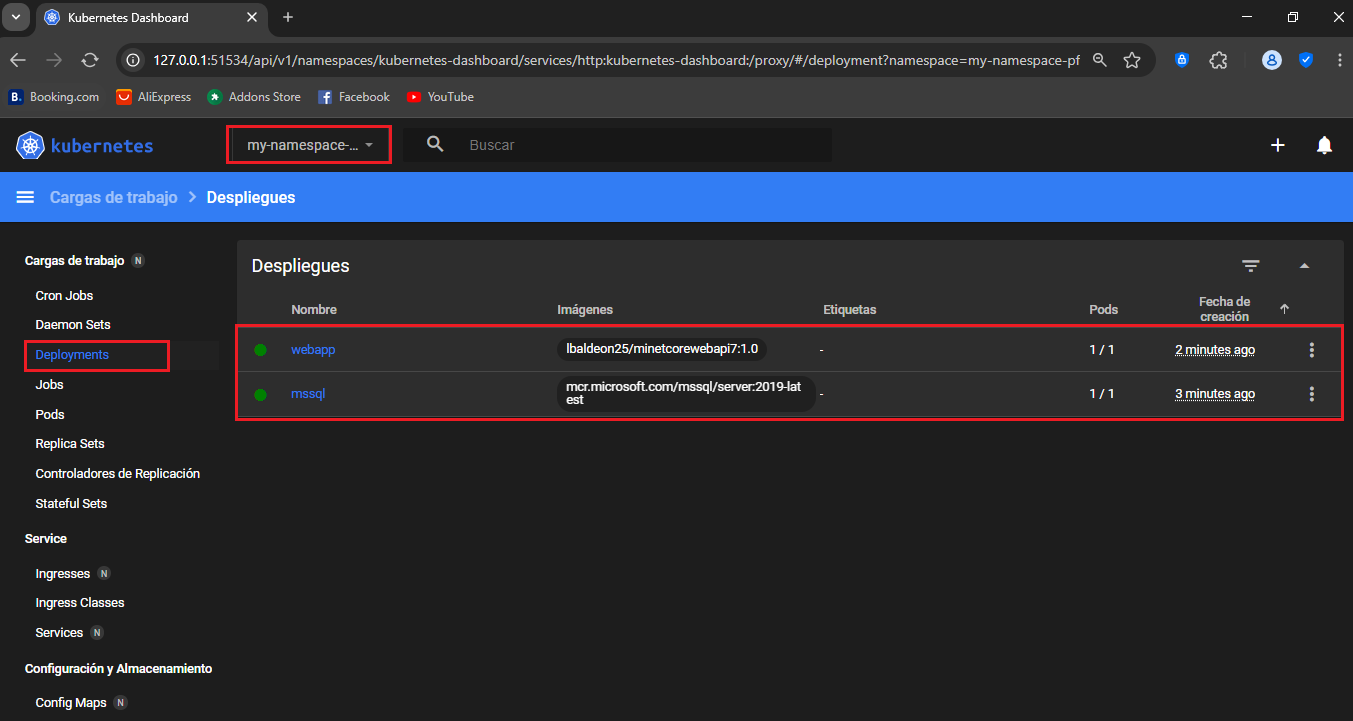 Kubernetes Dashboard
127.0.0.1:51534/api/v1/namespaces/kubernetes-dashboard/services/http:kubernetes-dashboard:/proxy/#/deployment?namespace=my-namespace-pf
B. Booking.com AliExpress Addons Store Facebook YouTube
kubernetes my-namespace-... Buscar
Cargas de trabajo > Despliegues
Cargas de trabajo N
Cron Jobs
Daemon Sets
Deployments
Jobs
Pods
Replica Sets
Controladores de Replicación
Stateful Sets
Service
Ingresses N
Ingress Classes
Services N
Configuración y Almacenamiento
Config Maps N
Despliegues
Nombre Imágenes Etiquetas Pods Fecha de
creación
webapp lbaldeon25/minetcorewebapi7:1.0 - 1 / 1 2 minutes ago
mssql mcr.microsoft.com/mssql/server:2019-lat
est - 1 / 1 3 minutes ago